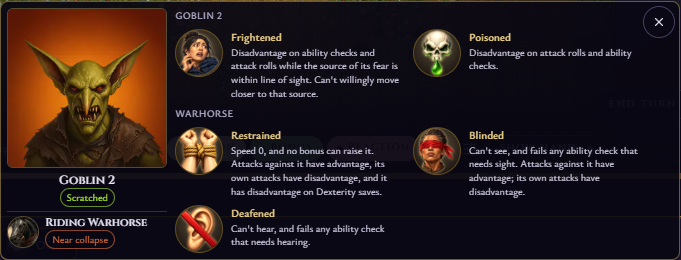 GOBLIN 2
Frightened
Disadvantage on ability checks and
attack rolls while the source of its fear is
within line of sight. Can't willingly move
closer to that source.
Poisoned
Disadvantage on attack rolls and ability
checks.
WARHORSE
Restrained
Speed 0, and no bonus can raise it.
Attacks against it have advantage, its
own attacks have disadvantage, and it
has disadvantage on Dexterity saves.
Blinded
Can't see, and fails any ability check that
needs sight. Attacks against it have
advantage; its own attacks have
disadvantage.
Deafened
Can't hear, and fails any ability check
that needs hearing.
GOBLIN 2
Scratched
RIDING WARHORSE
Near collapse
END TURN